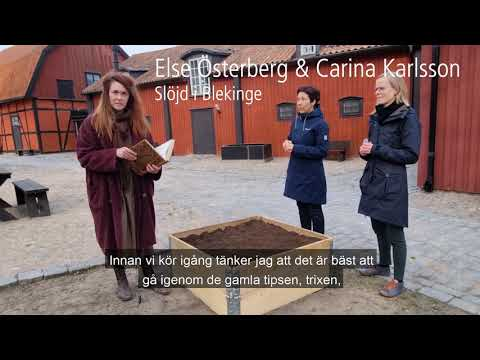 Else Österberg & Carina Karlsson
Slöjd i Blekinge
Innan vi kör igång tänker jag att det är bäst att
gå igenom de gamla tipsen, trixen,